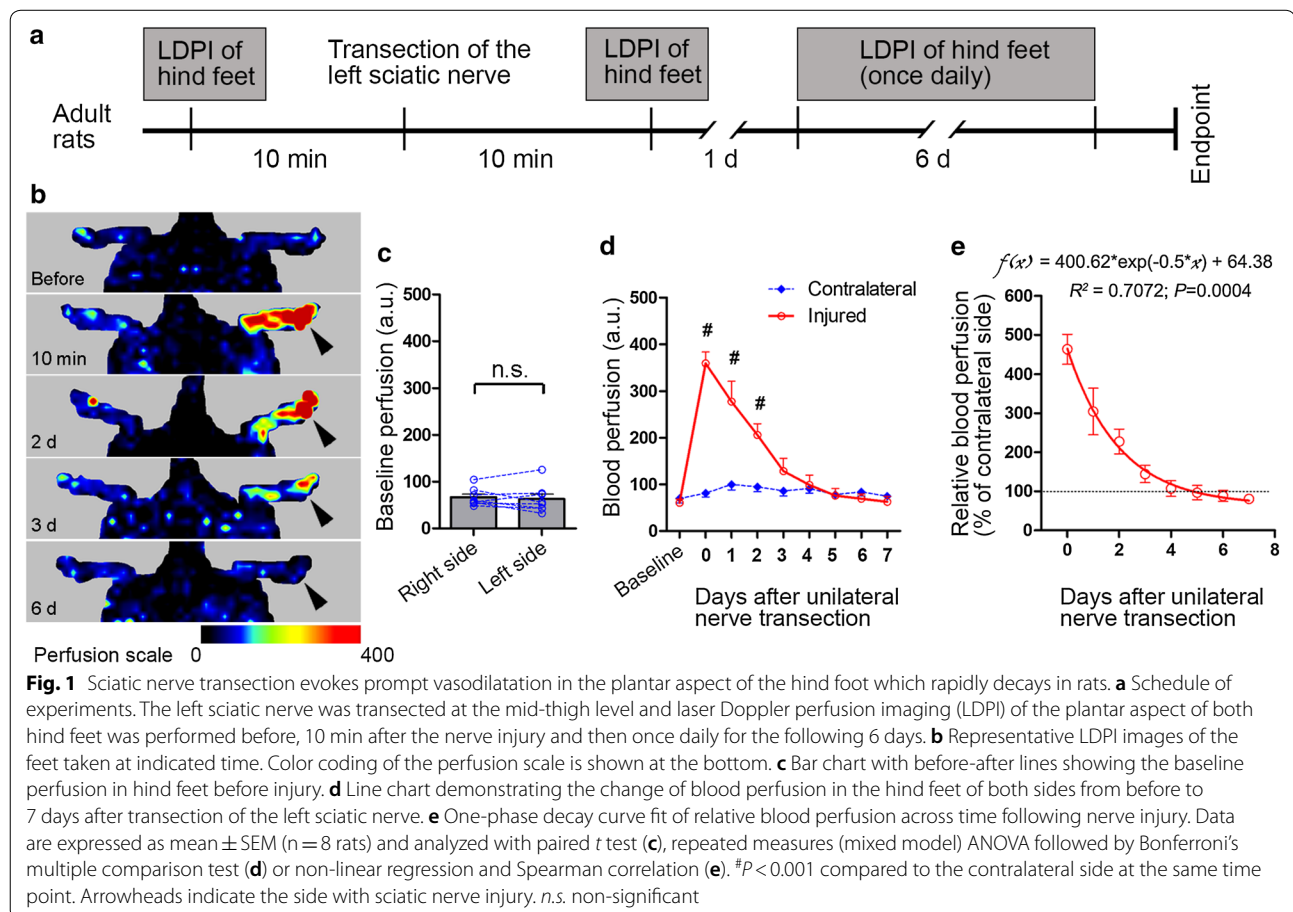 a
LDPI of
hind feet
Transection of the
left sciatic nerve
LDPI of
hind feet
LDPI of hind feet
(once daily)
Adult
rats
10 min
10 min
1 d
6 d
Endpoint
b
Before
10 min
2 d
3 d
6 d
Perfusion scale 0 400
c
Baseline perfusion (a.u.)
500
400
300
200
100
0
n.s.
Right side
Left side
d
Blood perfusion (a.u.)
500
400
300
200
100
0
Contralateral
Injured
# # #
Baseline 0 1 2 3 4 5 6 7
Days after unilateral
nerve transection
e
f(x) = 400.62*exp(-0.5*x) + 64.38
R² = 0.7072; P=0.0004
Relative blood perfusion
(% of contralateral side)
600
500
400
300
200
100
0
0 2 4 6 8
Days after unilateral
nerve transection
Fig. 1 Sciatic nerve transection evokes prompt vasodilatation in the plantar aspect of the hind foot which rapidly decays in rats. a Schedule of
experiments. The left sciatic nerve was transected at the mid-thigh level and laser Doppler perfusion imaging (LDPI) of the plantar aspect of both
hind feet was performed before, 10 min after the nerve injury and then once daily for the following 6 days. b Representative LDPI images of the
feet taken at indicated time. Color coding of the perfusion scale is shown at the bottom. c Bar chart with before-after lines showing the baseline
perfusion in hind feet before injury. d Line chart demonstrating the change of blood perfusion in the hind feet of both sides from before to
7 days after transection of the left sciatic nerve. e One-phase decay curve fit of relative blood perfusion across time following nerve injury. Data
are expressed as mean ± SEM (n = 8 rats) and analyzed with paired t test (c), repeated measures (mixed model) ANOVA followed by Bonferroni's
multiple comparison test (d) or non-linear regression and Spearman correlation (e). #P < 0.001 compared to the contralateral side at the same time
point. Arrowheads indicate the side with sciatic nerve injury. n.s. non-significant